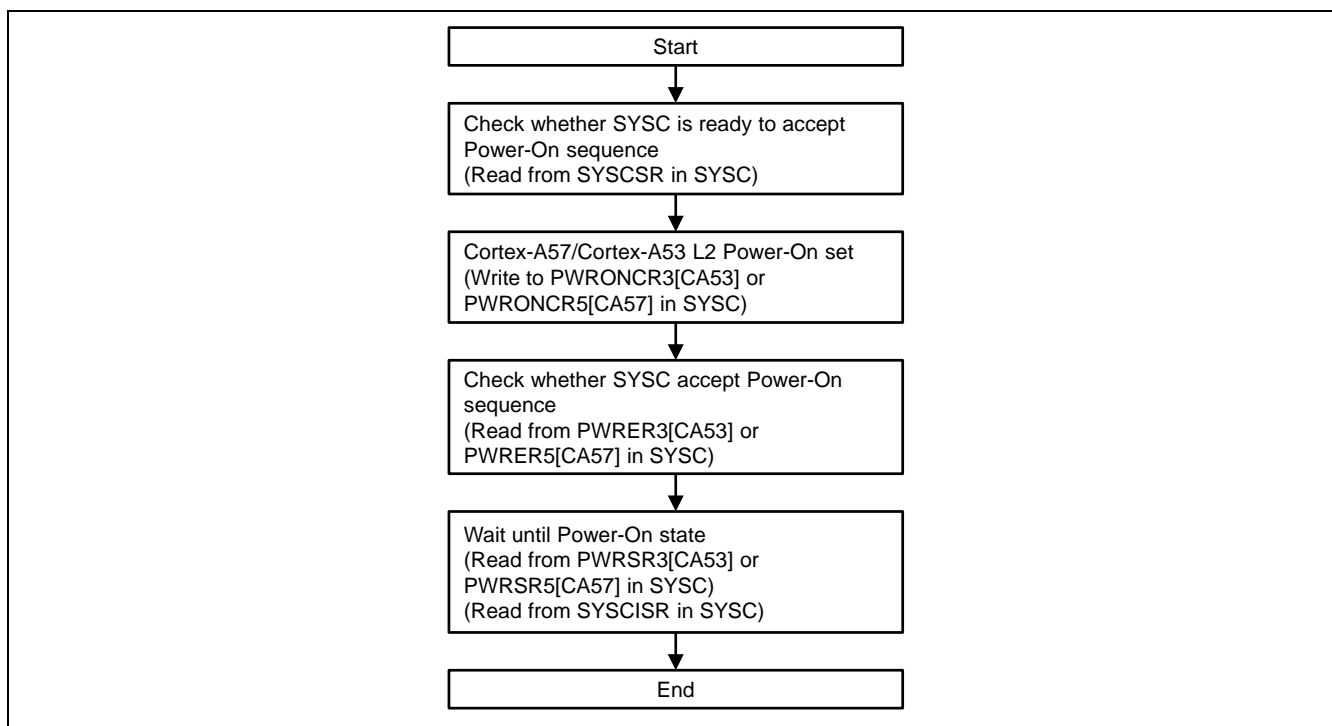 Start
Check whether SYSC is ready to accept
Power-On sequence
(Read from SYSCSR in SYSC)
Cortex-A57/Cortex-A53 L2 Power-On set
(Write to PWRONCR3[CA53] or
PWRONCR5[CA57] in SYSC)
Check whether SYSC accept Power-On
sequence
(Read from PWRER3[CA53] or
PWRER5[CA57] in SYSC)
Wait until Power-On state
(Read from PWRSR3[CA53] or
PWRSR5[CA57] in SYSC)
(Read from SYSCISR in SYSC)
End